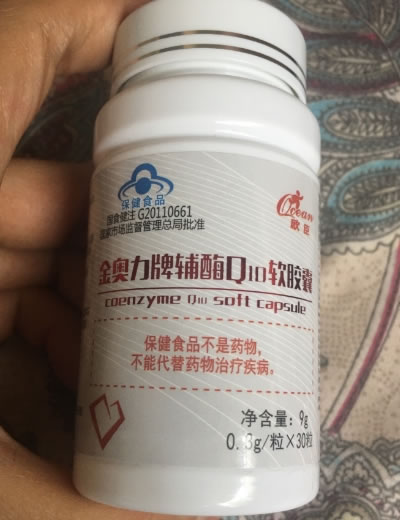 保健食品
国食健注G20110661
国家市场监督管理总局批准
Ocean
欧臣
金奥力牌辅酶Q10软胶囊
coenzyme Q10 soft capsule
保健食品不是药物，
不能代替药物治疗疾病。
净含量：9g
0.3g/粒×30粒